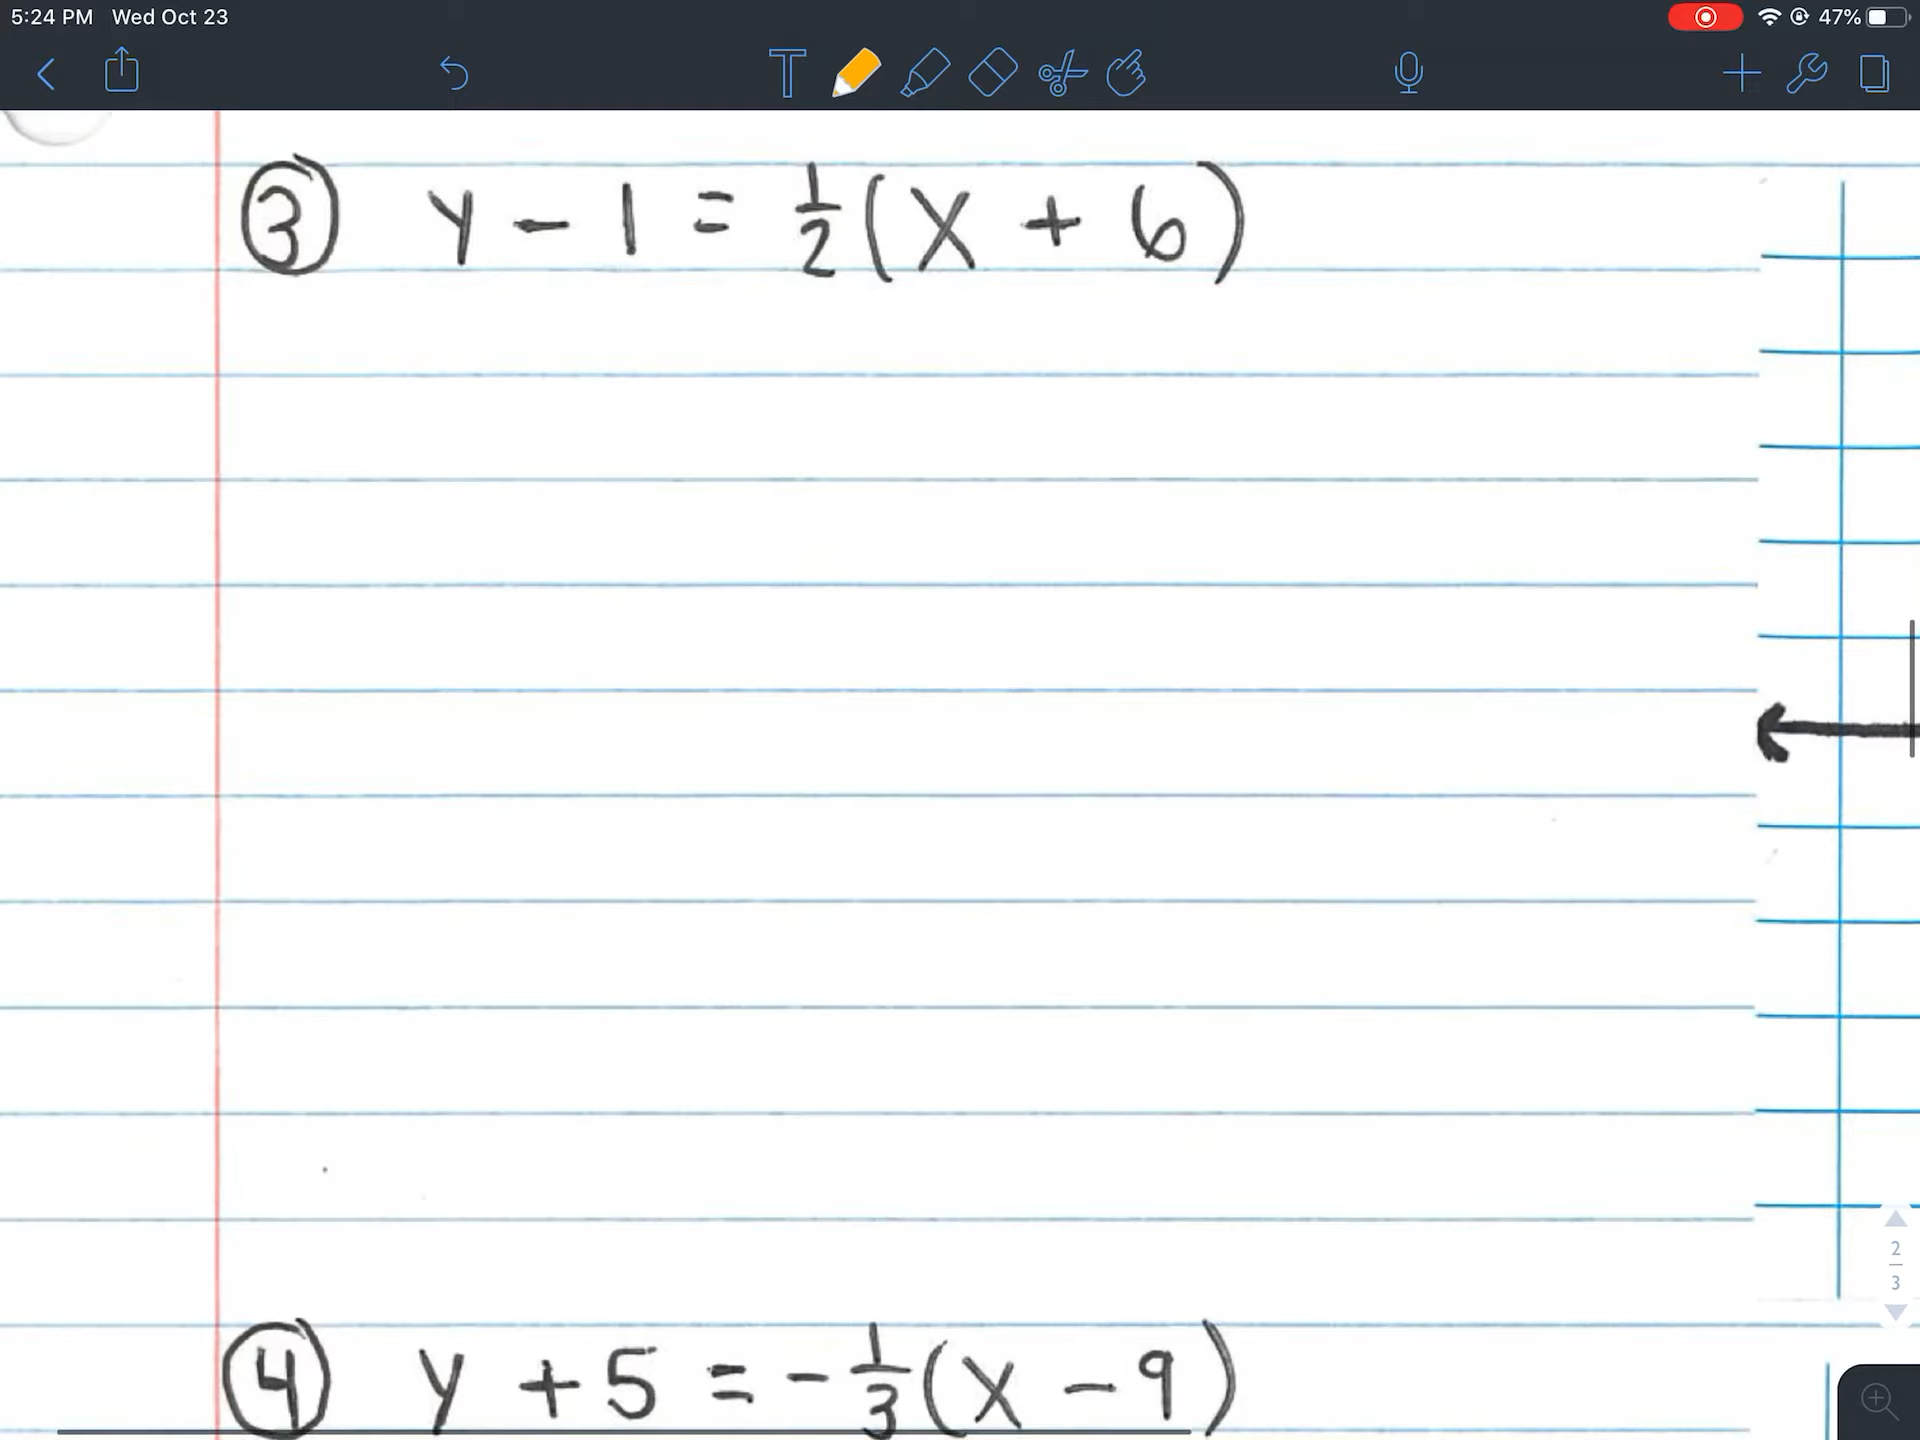 5:24 PM Wed Oct 23 47%
T
③ y - 1 = 1/2 (x + 6)
2
3
④ y + 5 = - 1/3 (x - 9)